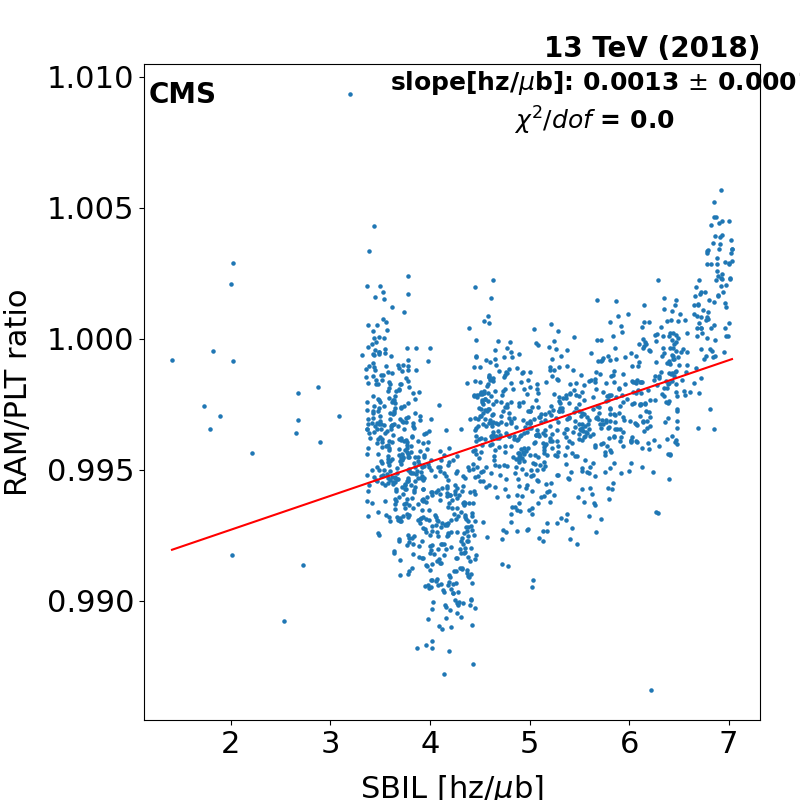 13 TeV (2018)
CMS
slope[hz/μb]: 0.0013 ± 0.000
χ²/dof = 0.0
1.010
1.005
1.000
0.995
0.990
RAM/PLT ratio
2 3 4 5 6 7
SBIL [hz/μb]